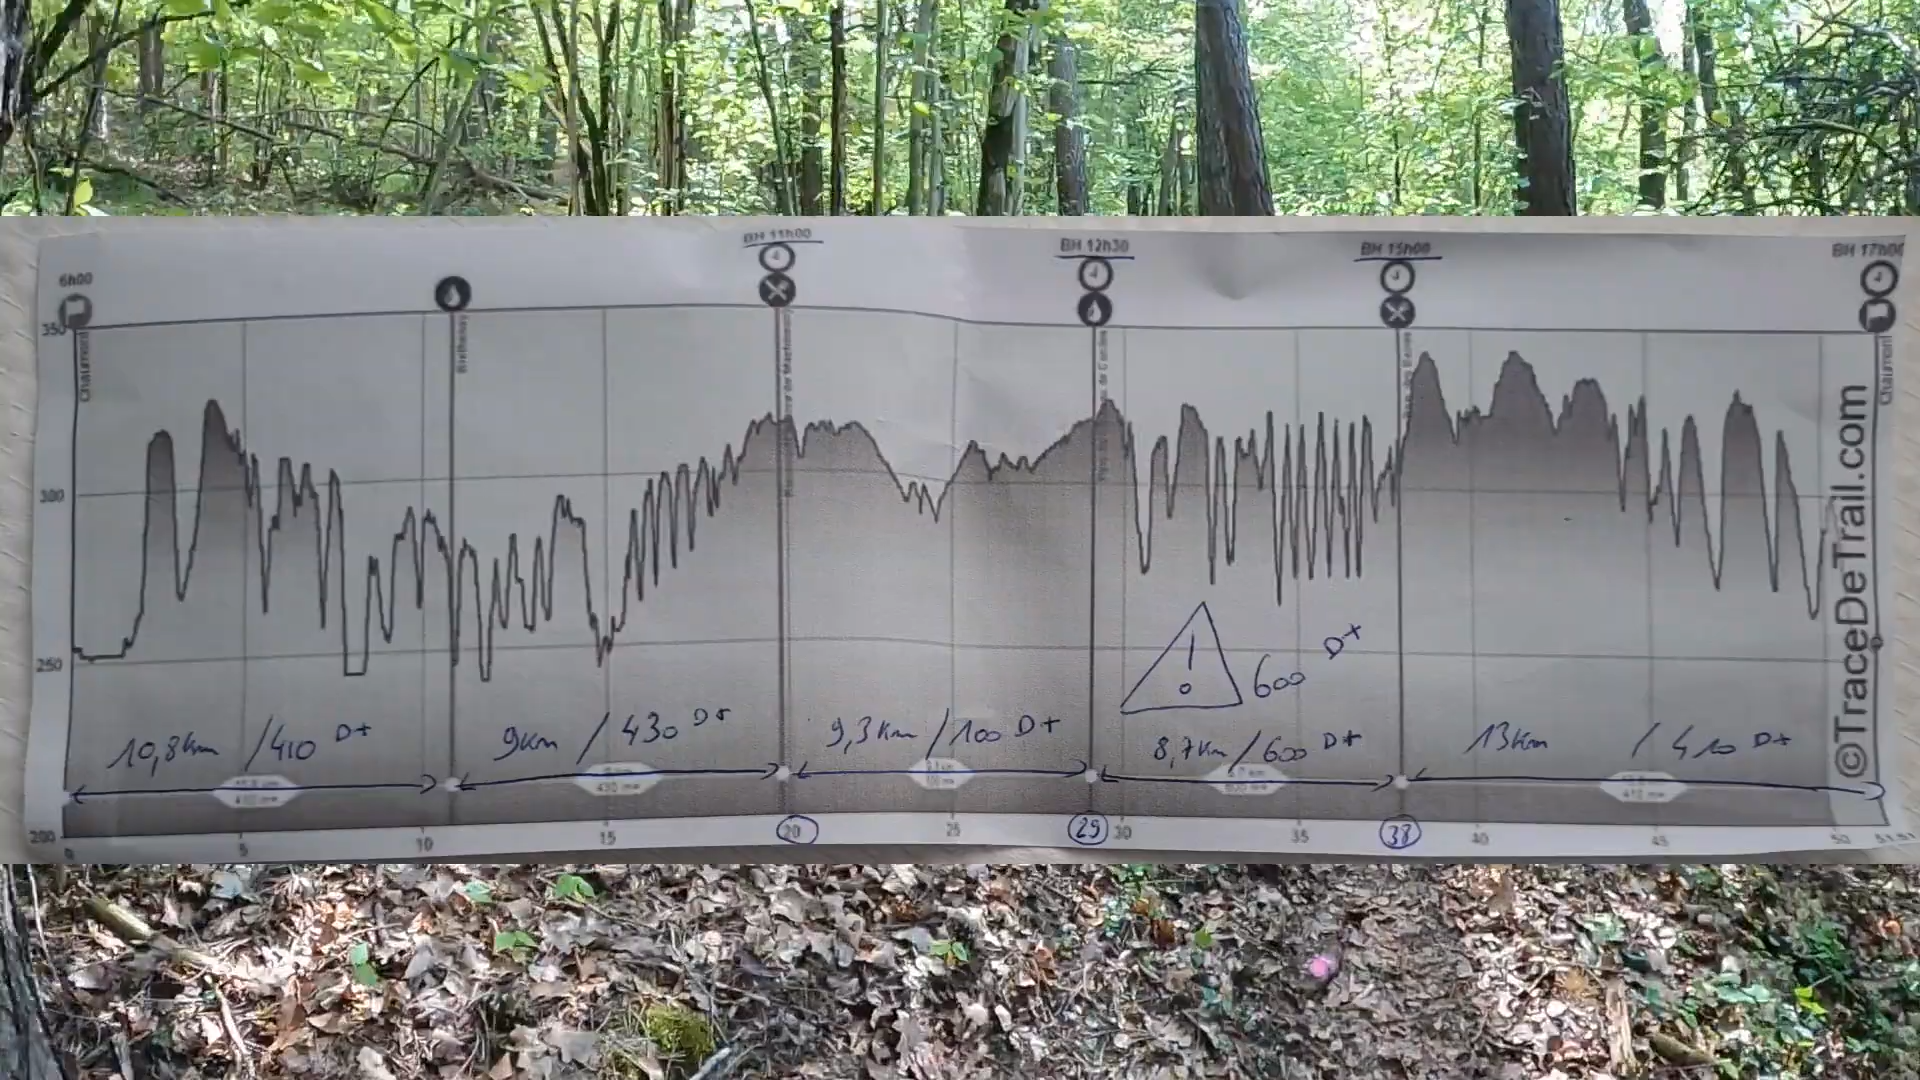 6h00
BH 11h00
BH 12h30
BH 15h00
BH 17h00
350
300
250
200
Chaumont
Chaumont
600 D+
10,8km / 410 D+
9km / 430 D+
9,3km / 100 D+
8,7km / 600 D+
13km / 410 D+
5
10
15
20
25
29
30
35
38
40
45
50
©TraceDeTrail.com